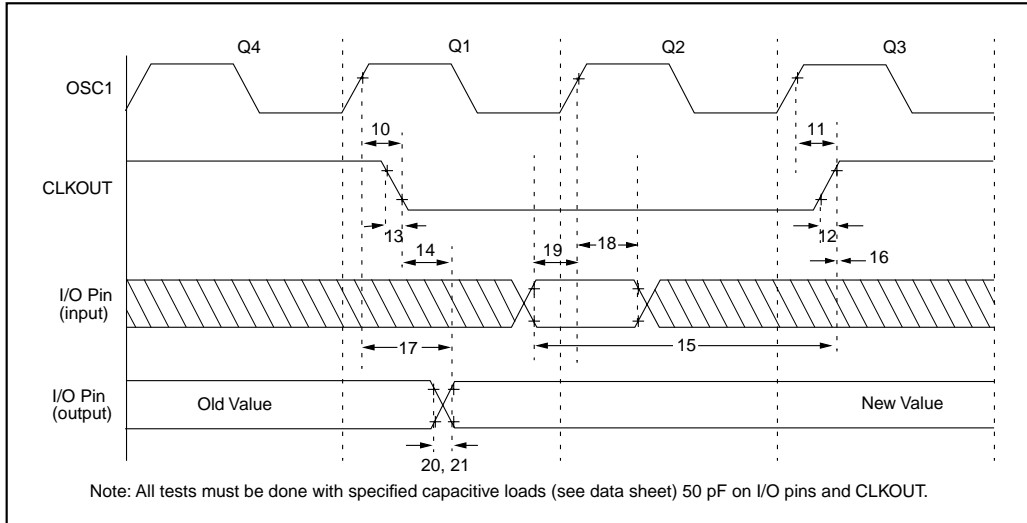 Q4 Q1 Q2 Q3
OSC1
10 11
CLKOUT
13 12
14 19 18 16
I/O Pin
(input)
17 15
I/O Pin
(output)
Old Value New Value
20, 21
Note: All tests must be done with specified capacitive loads (see data sheet) 50 pF on I/O pins and CLKOUT.